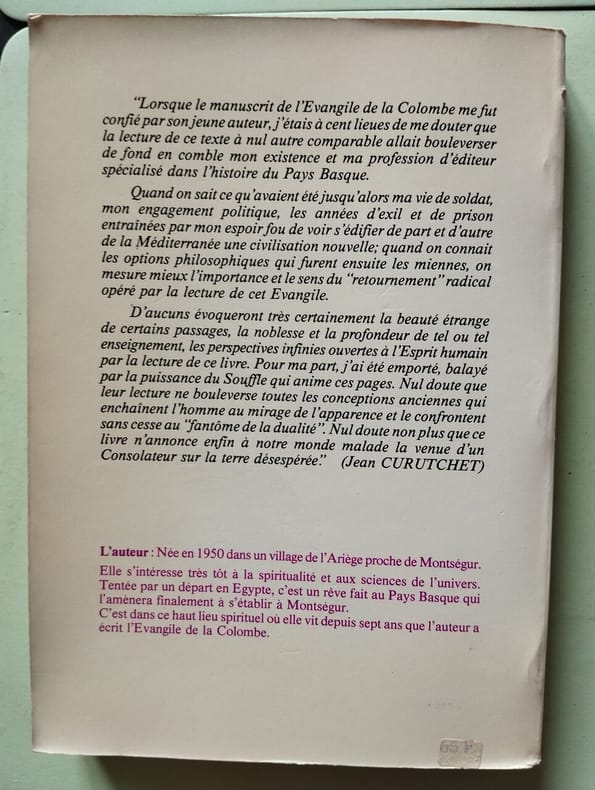 “Lorsque le manuscrit de l’Evangile de la Colombe me fut
confié par son jeune auteur, j’étais à cent lieues de me douter que
la lecture de ce texte à nul autre comparable allait bouleverser
de fond en comble mon existence et ma profession d’éditeur
spécialisé dans l’histoire du Pays Basque.
Quand on sait ce qu’avaient été jusqu’alors ma vie de soldat,
mon engagement politique, les années d’exil et de prison
entraînées par mon espoir fou de voir s’édifier de part et d’autre
de la Méditerranée une civilisation nouvelle; quand on connait
les options philosophiques qui furent ensuite les miennes, on
mesure mieux l’importance et le sens du “retournement” radical
opéré par la lecture de cet Evangile.
D’aucuns évoqueront très certainement la beauté étrange
de certains passages, la noblesse et la profondeur de tel ou tel
enseignement, les perspectives infinies ouvertes à l’Esprit humain
par la lecture de ce livre. Pour ma part, j’ai été emporté, balayé
par la puissance du Souffle qui anime ces pages. Nul doute que
leur lecture ne bouleverse toutes les conceptions anciennes qui
enchaînent l’homme au mirage de l’apparence et le confrontent
sans cesse au “fantôme de la dualité”. Nul doute non plus que ce
livre n’annonce enfin à notre monde malade la venue d’un
Consolateur sur la terre désespérée.” (Jean CURUTCHET)
L’auteur : Née en 1950 dans un village de l’Ariège proche de Montségur.
Elle s’intéresse très tôt à la spiritualité et aux sciences de l’univers.
Tentée par un départ en Egypte, c’est un rêve fait au Pays Basque qui
l’amènera finalement à s’établir à Montségur.
C’est dans ce haut lieu spirituel où elle vit depuis sept ans que l’auteur a
écrit l’Evangile de la Colombe.